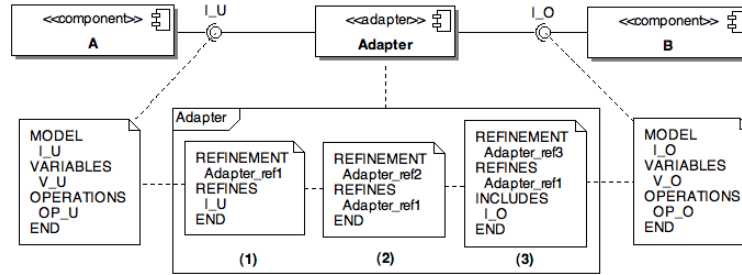 I_U
I_O
<<component>>
A
<<adapter>>
Adapter
<<component>>
B
Adapter
MODEL
I_U
VARIABLES
V_U
OPERATIONS
OP_U
END
REFINEMENT
Adapter_ref1
REFINES
I_U
END
(1)
REFINEMENT
Adapter_ref2
REFINES
Adapter_ref1
END
(2)
REFINEMENT
Adapter_ref3
REFINES
Adapter_ref1
INCLUDES
I_O
END
(3)
MODEL
I_O
VARIABLES
V_O
OPERATIONS
OP_O
END